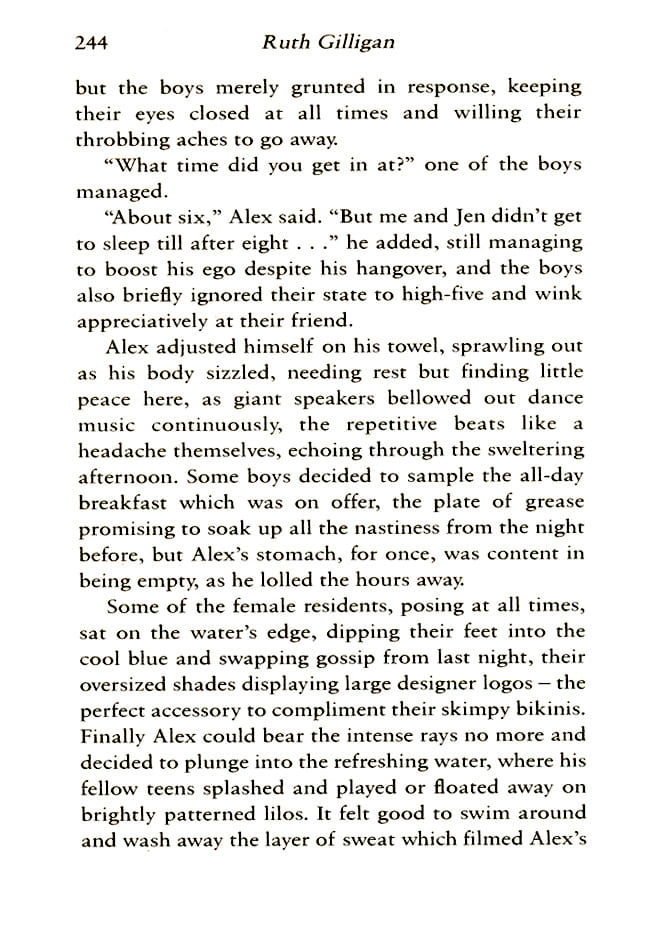 244 Ruth Gilligan
but the boys merely grunted in response, keeping
their eyes closed at all times and willing their
throbbing aches to go away.
“What time did you get in at?” one of the boys
managed.
“About six,” Alex said. “But me and Jen didn’t get
to sleep till after eight . . .” he added, still managing
to boost his ego despite his hangover, and the boys
also briefly ignored their state to high-five and wink
appreciatively at their friend.
Alex adjusted himself on his towel, sprawling out
as his body sizzled, needing rest but finding little
peace here, as giant speakers bellowed out dance
music continuously, the repetitive beats like a
headache themselves, echoing through the sweltering
afternoon. Some boys decided to sample the all-day
breakfast which was on offer, the plate of grease
promising to soak up all the nastiness from the night
before, but Alex’s stomach, for once, was content in
being empty, as he lolled the hours away.
Some of the female residents, posing at all times,
sat on the water’s edge, dipping their feet into the
cool blue and swapping gossip from last night, their
oversized shades displaying large designer logos – the
perfect accessory to compliment their skimpy bikinis.
Finally Alex could bear the intense rays no more and
decided to plunge into the refreshing water, where his
fellow teens splashed and played or floated away on
brightly patterned lilos. It felt good to swim around
and wash away the layer of sweat which filmed Alex’s